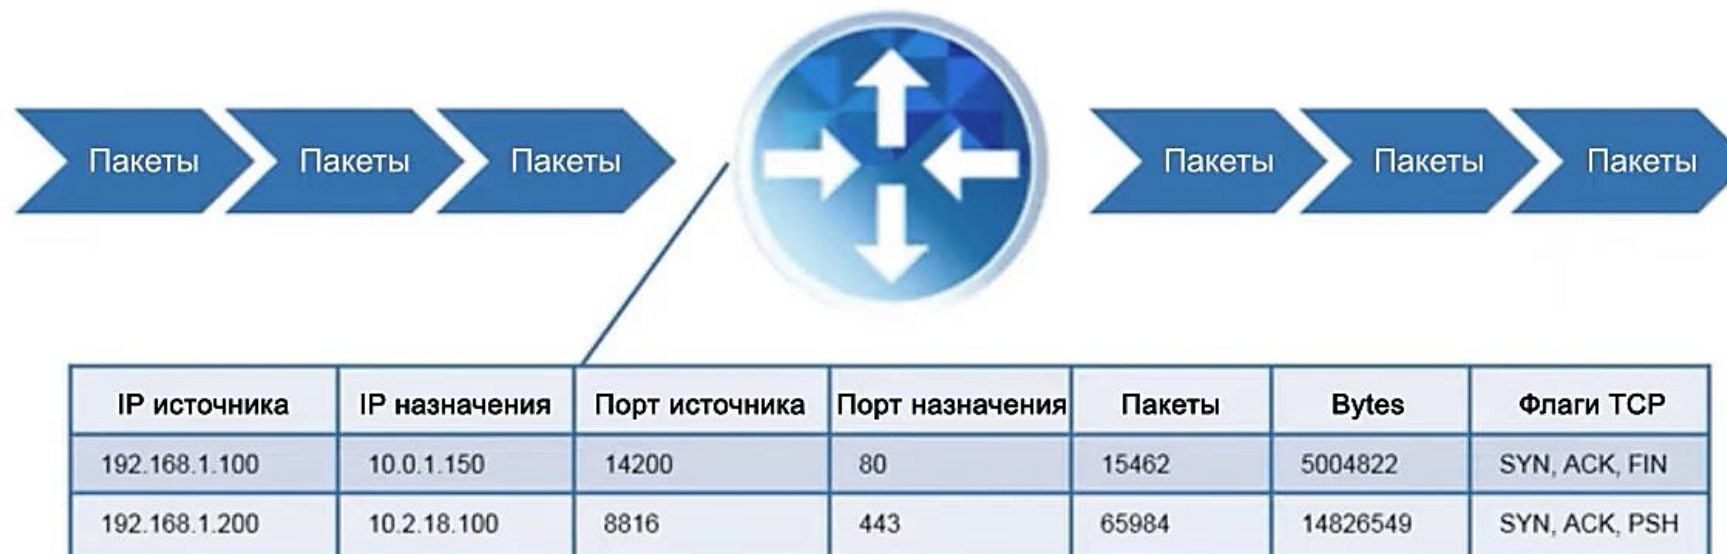 Пакеты Пакеты Пакеты Пакеты Пакеты Пакеты
IP источника IP назначения Порт источника Порт назначения Пакеты Bytes Флаги TCP
192.168.1.100 10.0.1.150 14200 80 15462 5004822 SYN, ACK, FIN
192.168.1.200 10.2.18.100 8816 443 65984 14826549 SYN, ACK, PSH